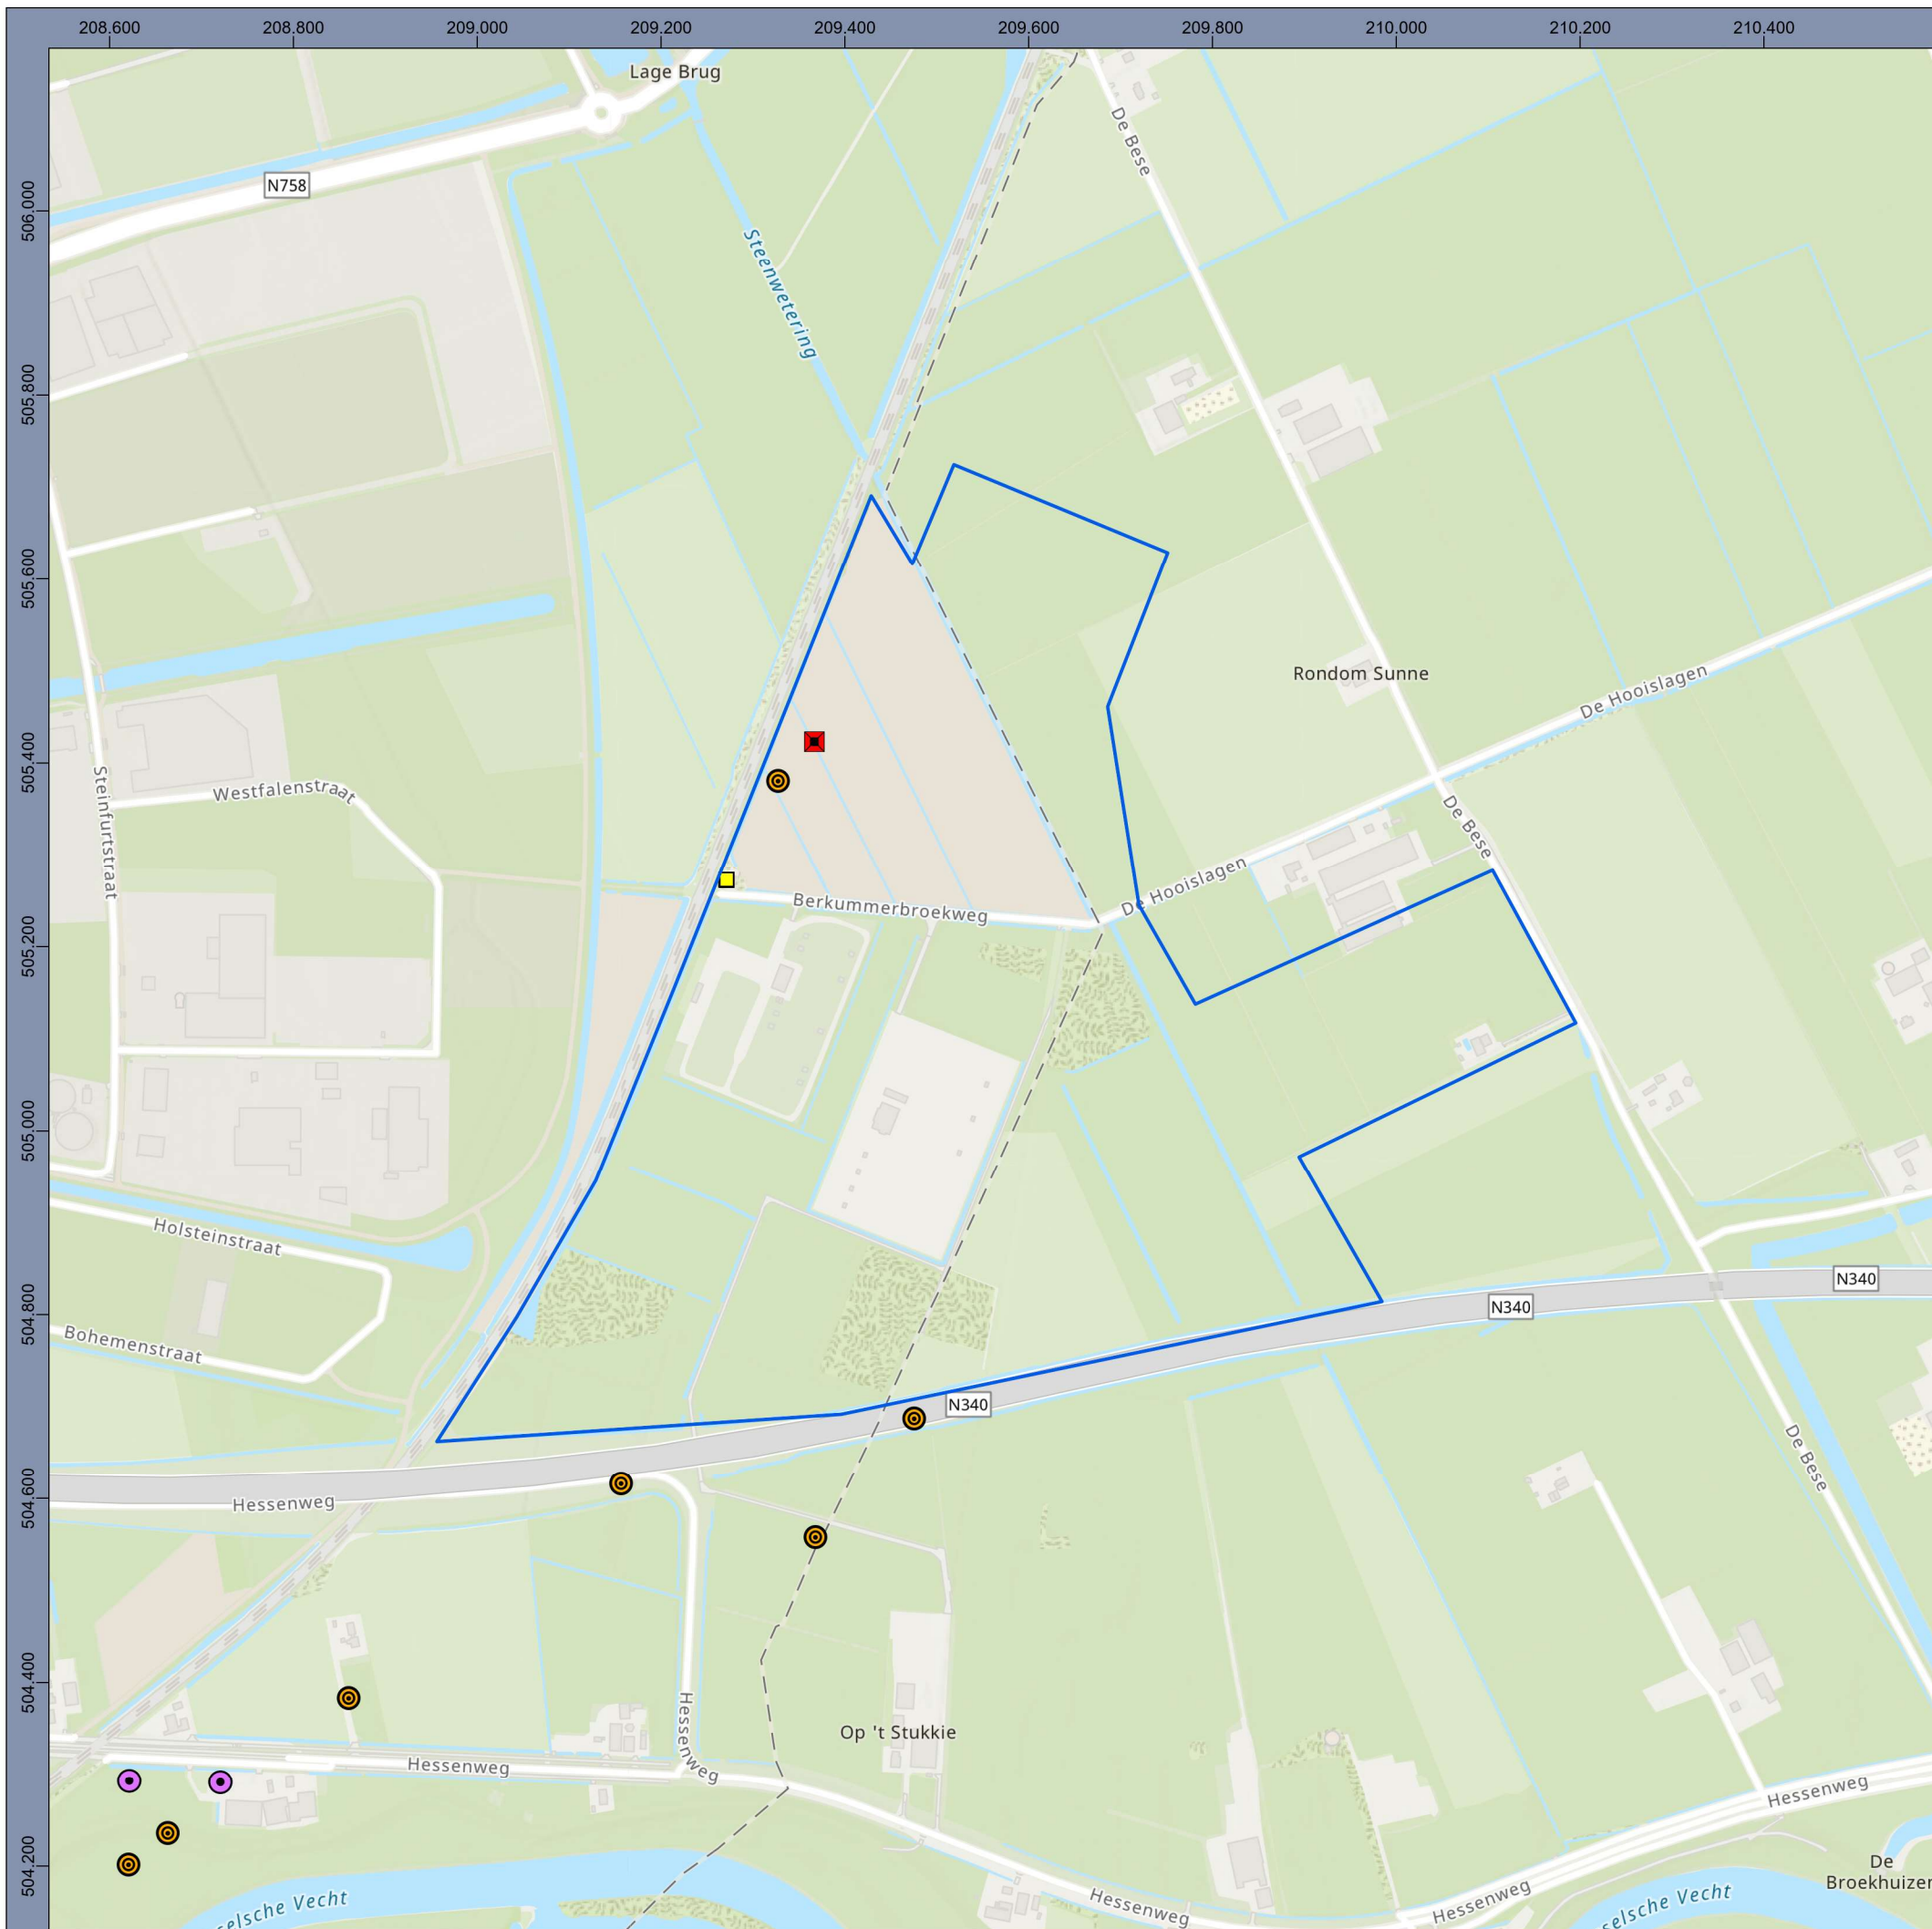 208.600 208.800 209.000 209.200 209.400 209.600 209.800 210.000 210.200 210.400
Lage Brug
De Bese
N758
506.000
Steenwetering
505.800
505.600
Rondom Sunne
De Hooislagen
505.400
Steinfurtstraat
Westfalenstraat
De Bese
De Hooislagen
Berkummerbroekweg
505.200
505.000
Holsteinstraat
N340
N340
504.800
Bohemenstraat
N340
De Bese
504.600
Hessenweg
504.400
Hessenweg
Op 't Stukkie
Hessenweg
Hessenweg
504.200
De
Broekhuizen
selsche Vecht
Hessenweg
Hessenweg
selsche Vecht